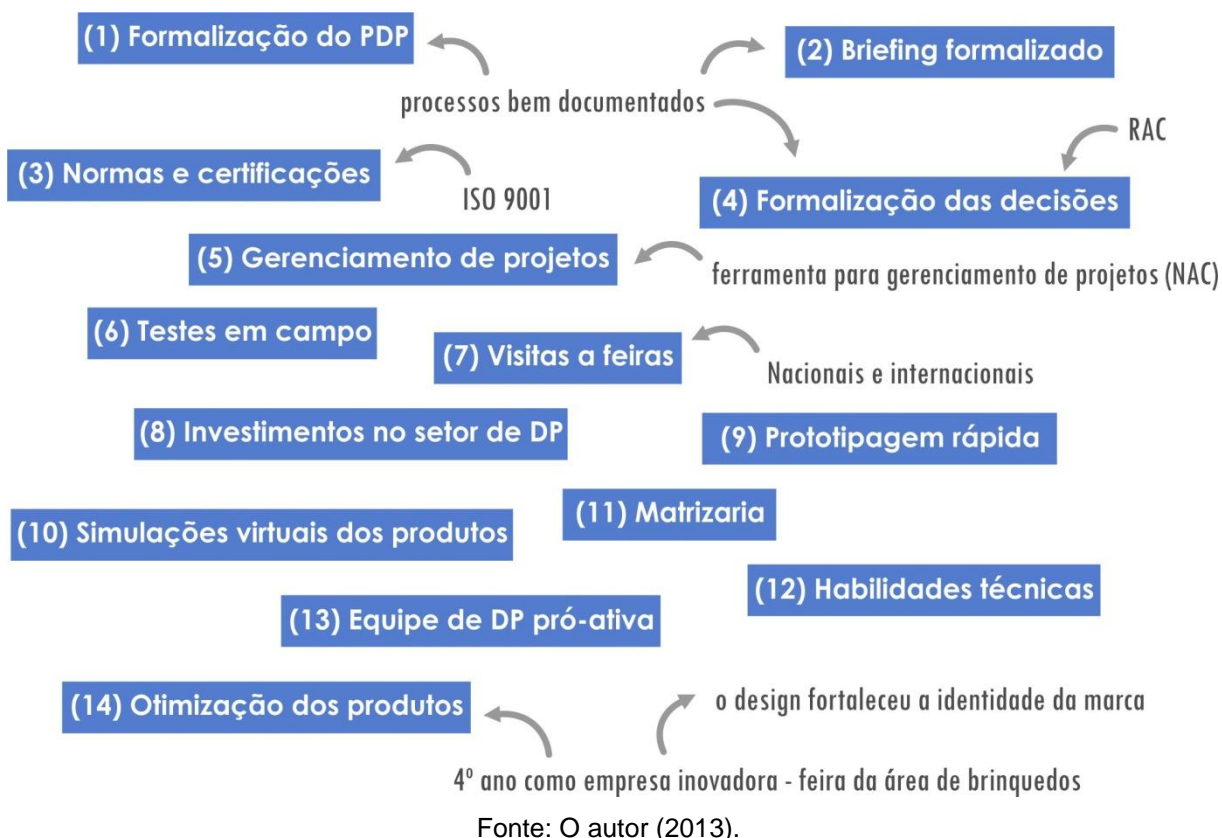 (1) Formalização do PDP
(2) Briefing formalizado
processos bem documentados
RAC
(3) Normas e certificações
ISO 9001
(4) Formalização das decisões
(5) Gerenciamento de projetos
ferramenta para gerenciamento de projetos (NAC)
(6) Testes em campo
(7) Visitas a feiras
Nacionais e internacionais
(8) Investimentos no setor de DP
(9) Prototipagem rápida
(10) Simulações virtuais dos produtos
(11) Matrizaria
(12) Habilidades técnicas
(13) Equipe de DP pró-ativa
(14) Otimização dos produtos
o design fortaleceu a identidade da marca
4º ano como empresa inovadora - feira da área de brinquedos
Fonte: O autor (2013).